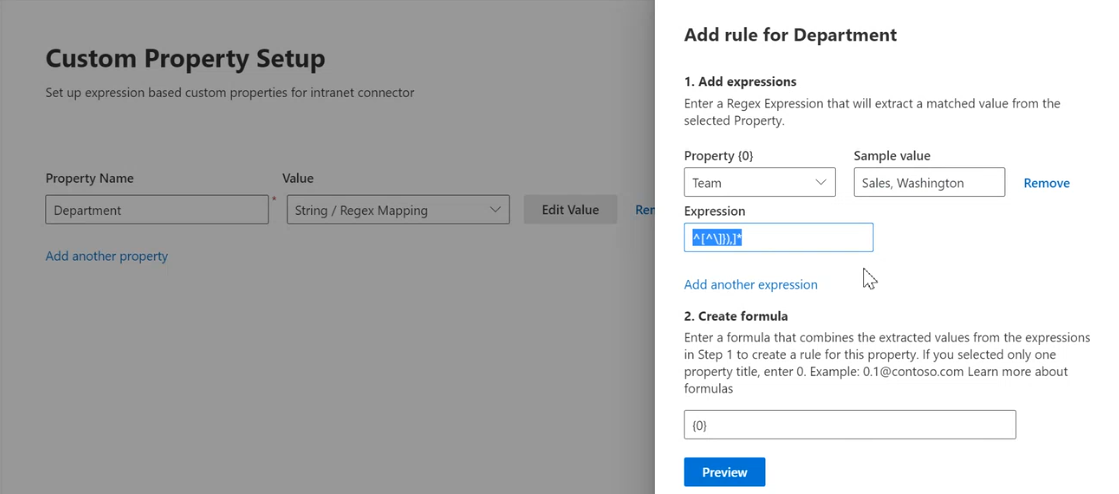 Custom Property Setup
Set up expression based custom properties for intranet connector
Property Name
Value
Department
*
String / Regex Mapping
Edit Value
Rem
Add another property
Add rule for Department
1. Add expressions
Enter a Regex Expression that will extract a matched value from the
selected Property.
Property {0}
Sample value
Team
Sales, Washington
Remove
Expression
^[^\]}),]*
Add another expression
2. Create formula
Enter a formula that combines the extracted values from the expressions
in Step 1 to create a rule for this property. If you selected only one
property title, enter 0. Example: 0.1@contoso.com Learn more about
formulas
{0}
Preview